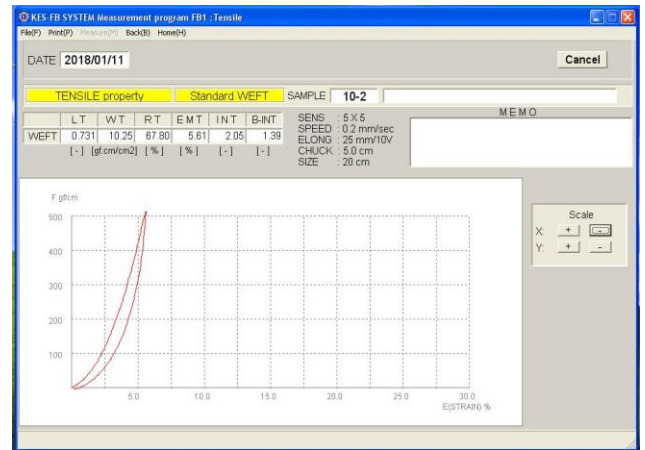 KES-FB SYSTEM Measurement program FB1 :Tensile
File(F) Print(P) Measure(M) Back(B) Home(H)
DATE 2018/01/11 Cancel
TENSILE property Standard WEFT SAMPLE 10-2
LT WT RT EMT INT B-INT
WEFT 0.731 10.25 67.80 5.61 2.05 1.39
[ - ] [gf.cm/cm2] [ % ] [ % ] [ - ] [ - ]
SENS : 5 X 5
SPEED : 0.2 mm/sec
ELONG : 25 mm/10V
CHUCK : 5.0 cm
SIZE : 20 cm
MEMO
F gf/cm
500
400
300
200
100
5.0 10.0 15.0 20.0 25.0 30.0
E(STRAIN) %
Scale
X: + -
Y: + -